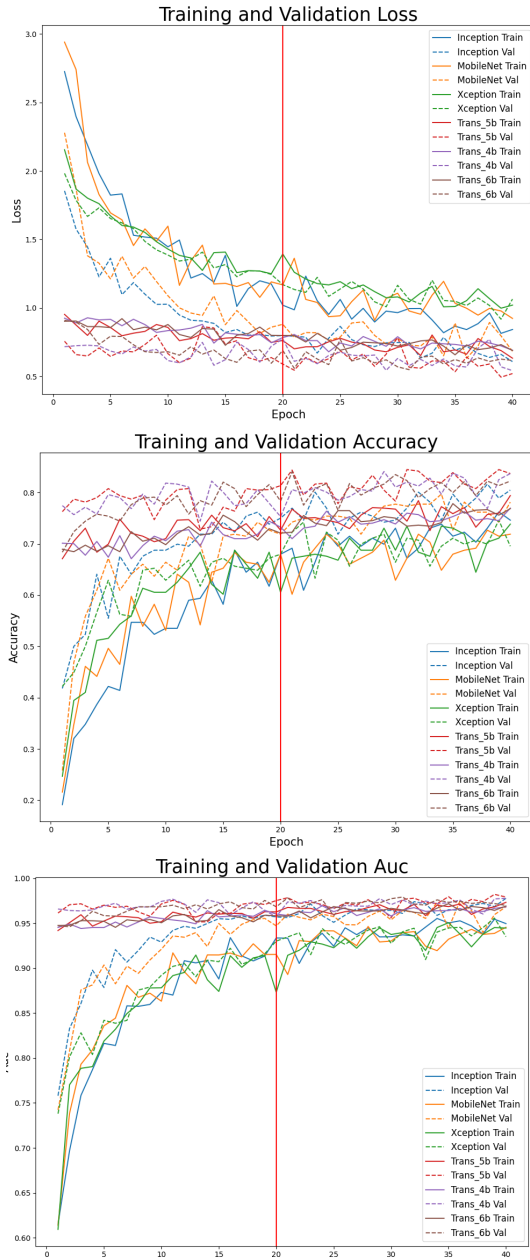 Training and Validation Loss
3.0
2.5
2.0
1.5
1.0
0.5
Loss
0 5 10 15 20 25 30 35 40
Epoch
Inception Train
Inception Val
MobileNet Train
MobileNet Val
Xception Train
Xception Val
Trans_5b Train
Trans_5b Val
Trans_4b Train
Trans_4b Val
Trans_6b Train
Trans_6b Val
Training and Validation Accuracy
0.8
0.7
0.6
0.5
0.4
0.3
0.2
Accuracy
0 5 10 15 20 25 30 35 40
Epoch
Inception Train
Inception Val
MobileNet Train
MobileNet Val
Xception Train
Xception Val
Trans_5b Train
Trans_5b Val
Trans_4b Train
Trans_4b Val
Trans_6b Train
Trans_6b Val
Training and Validation Auc
1.00
0.95
0.90
0.85
0.80
0.75
0.70
0.65
0.60
0 5 10 15 20 25 30 35 40
Epoch
Inception Train
Inception Val
MobileNet Train
MobileNet Val
Xception Train
Xception Val
Trans_5b Train
Trans_5b Val
Trans_4b Train
Trans_4b Val
Trans_6b Train
Trans_6b Val